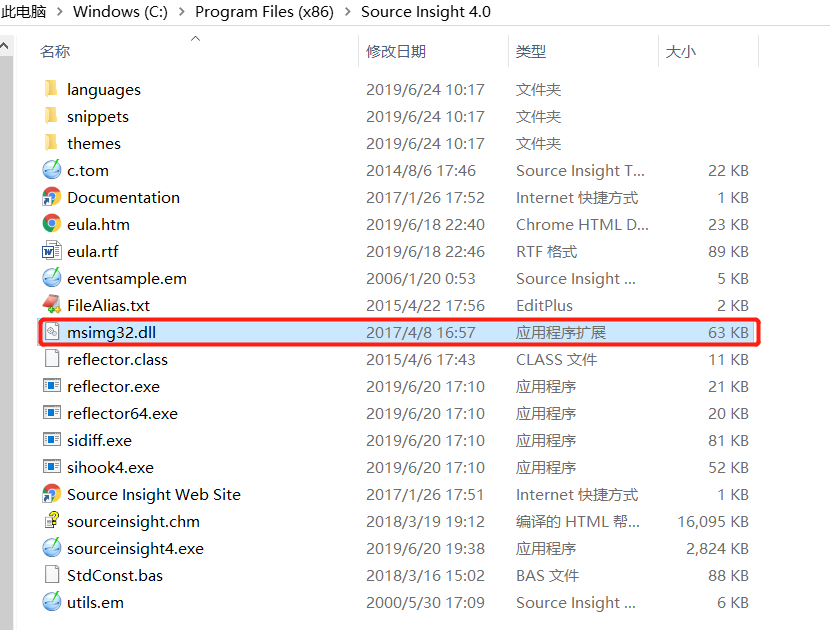 此电脑 > Windows (C:) > Program Files (x86) > Source Insight 4.0
名称 修改日期 类型 大小
languages 2019/6/24 10:17 文件夹
snippets 2019/6/24 10:17 文件夹
themes 2019/6/24 10:17 文件夹
c.tom 2014/8/6 17:46 Source Insight T... 22 KB
Documentation 2017/1/26 17:52 Internet 快捷方式 1 KB
eula.htm 2019/6/18 22:40 Chrome HTML D... 23 KB
eula.rtf 2019/6/18 22:46 RTF 格式 89 KB
eventsample.em 2006/1/20 0:53 Source Insight ... 5 KB
FileAlias.txt 2015/4/22 17:56 EditPlus 2 KB
msimg32.dll 2017/4/8 16:57 应用程序扩展 63 KB
reflector.class 2015/4/6 17:43 CLASS 文件 11 KB
reflector.exe 2019/6/20 17:10 应用程序 21 KB
reflector64.exe 2019/6/20 17:10 应用程序 20 KB
sidiff.exe 2019/6/20 17:10 应用程序 81 KB
sihook4.exe 2019/6/20 17:10 应用程序 52 KB
Source Insight Web Site 2017/1/26 17:51 Internet 快捷方式 1 KB
sourceinsight.chm 2018/3/19 19:12 编译的 HTML 帮... 16,095 KB
sourceinsight4.exe 2019/6/20 19:38 应用程序 2,824 KB
StdConst.bas 2018/3/16 15:02 BAS 文件 88 KB
utils.em 2000/5/30 17:09 Source Insight ... 6 KB